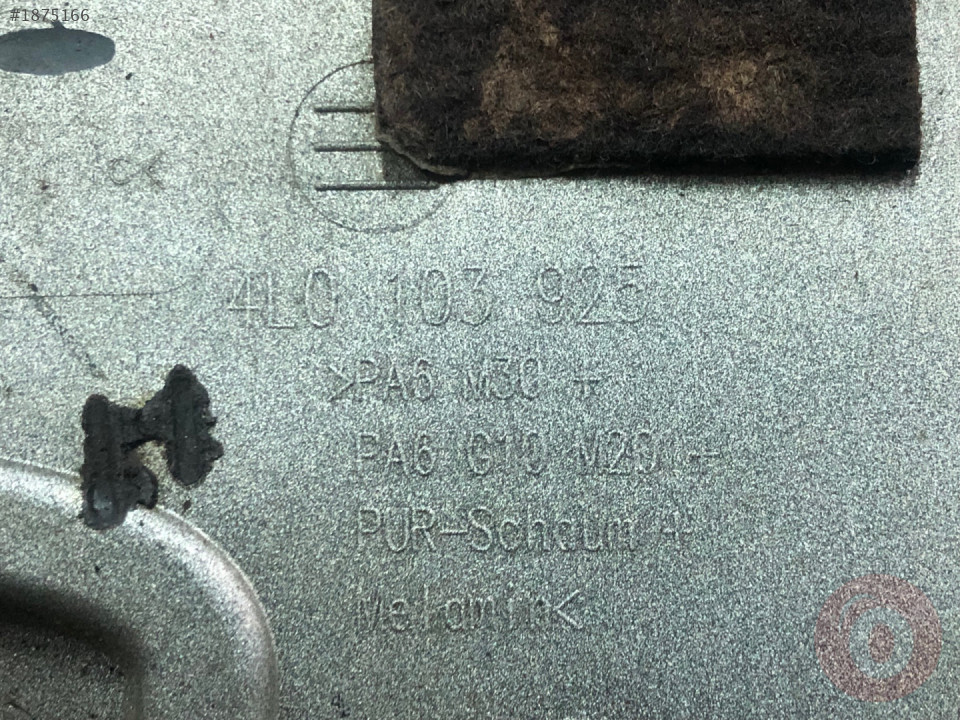 #1875166
4L0 103 925
>PA6 M30 +
PA6 G10 M20 +
PUR-Schaum +
Melamin<